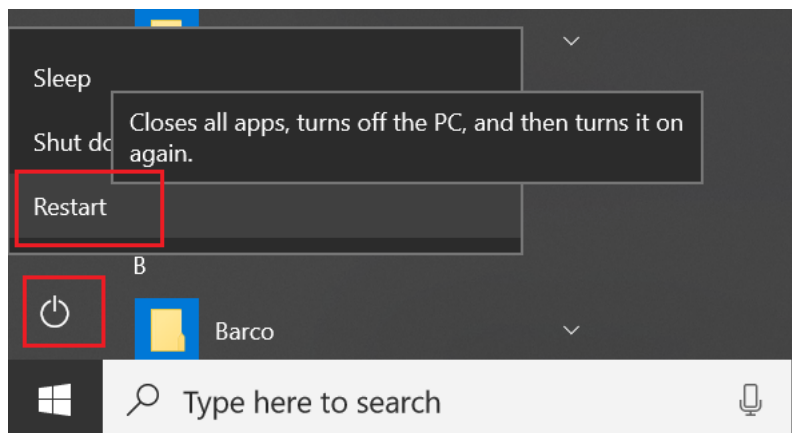 Sleep
Closes all apps, turns off the PC, and then turns it on
again.
Shut do
Restart
B
Barco
Type here to search